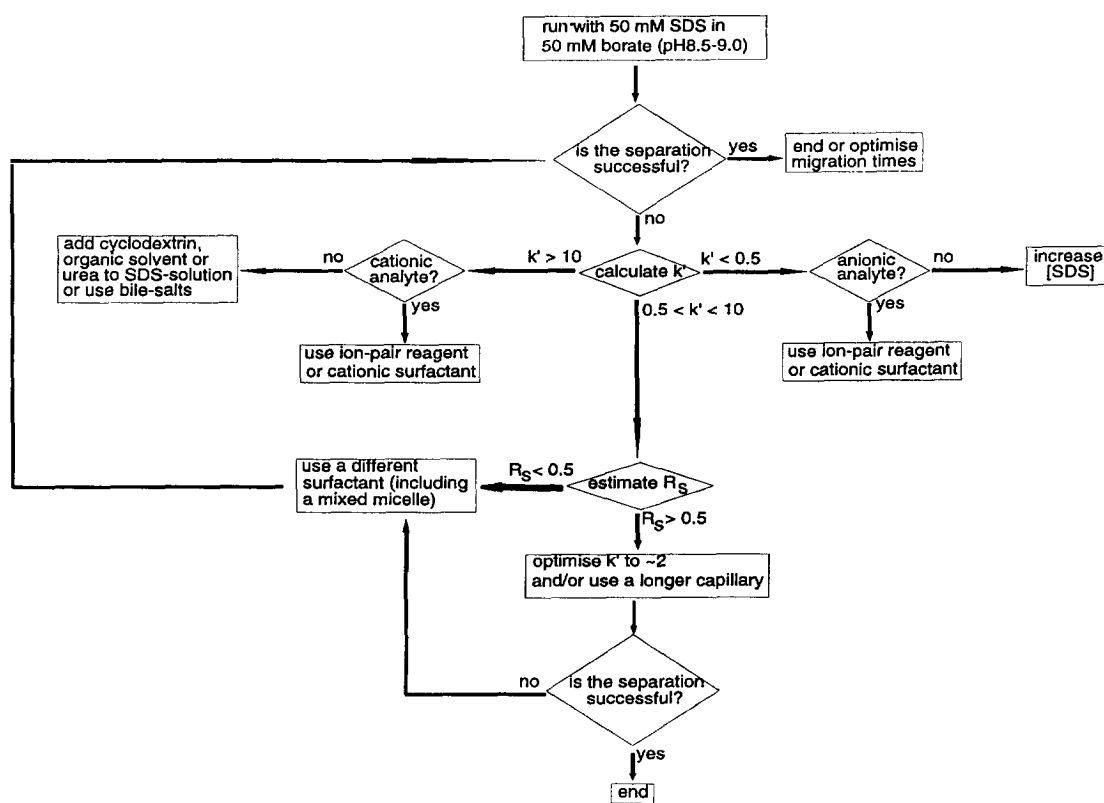 run with 50 mM SDS in
50 mM borate (pH8.5-9.0)
is the separation
successful?
yes
end or optimise
migration times
no
add cyclodextrin,
organic solvent or
urea to SDS-solution
or use bile-salts
no
cationic
analyte?
k' > 10
calculate k'
k' < 0.5
anionic
analyte?
no
increase
[SDS]
yes
0.5 < k' < 10
yes
use ion-pair reagent
or cationic surfactant
use ion-pair reagent
or cationic surfactant
use a different
surfactant (including
a mixed micelle)
RS < 0.5
estimate RS
RS > 0.5
optimise k' to ~2
and/or use a longer capillary
no
is the separation
successful?
yes
end